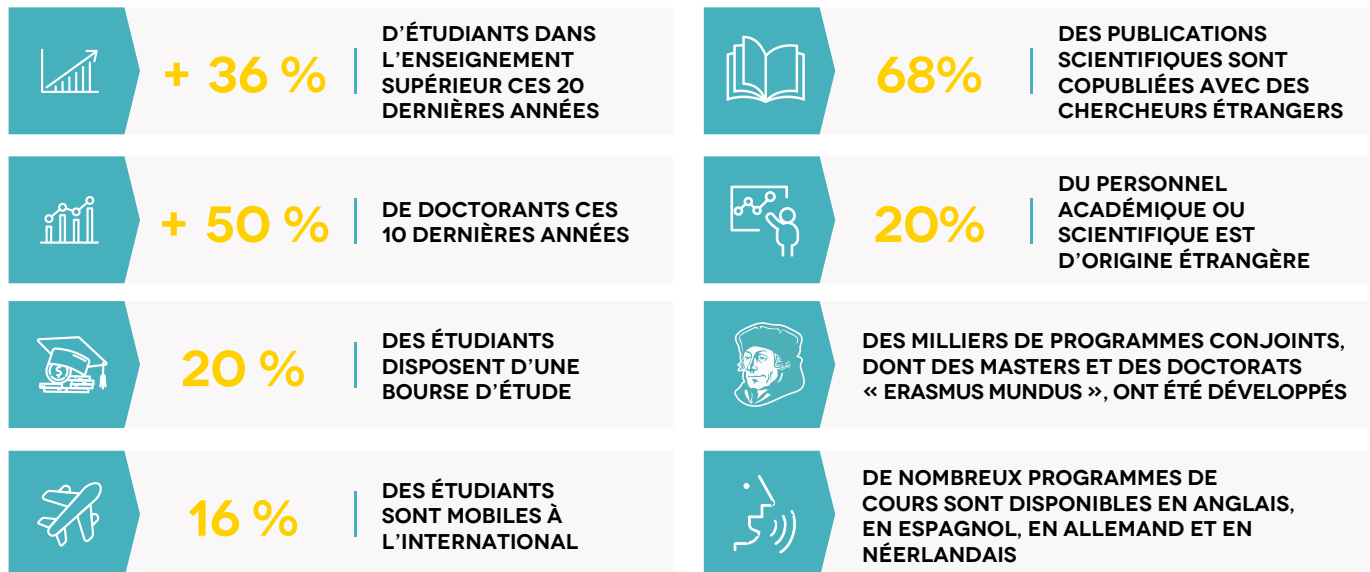 + 36 %
D'ÉTUDIANTS DANS
L'ENSEIGNEMENT
SUPÉRIEUR CES 20
DERNIÈRES ANNÉES
+ 50 %
DE DOCTORANTS CES
10 DERNIÈRES ANNÉES
20 %
DES ÉTUDIANTS
DISPOSENT D'UNE
BOURSE D'ÉTUDE
16 %
DES ÉTUDIANTS
SONT MOBILES À
L'INTERNATIONAL
68%
DES PUBLICATIONS
SCIENTIFIQUES SONT
COPUBLIÉES AVEC DES
CHERCHEURS ÉTRANGERS
20%
DU PERSONNEL
ACADÉMIQUE OU
SCIENTIFIQUE EST
D'ORIGINE ÉTRANGÈRE
DES MILLIERS DE PROGRAMMES CONJOINTS,
DONT DES MASTERS ET DES DOCTORATS
« ERASMUS MUNDUS », ONT ÉTÉ DÉVELOPPÉS
DE NOMBREUX PROGRAMMES DE
COURS SONT DISPONIBLES EN ANGLAIS,
EN ESPAGNOL, EN ALLEMAND ET EN
NÉERLANDAIS